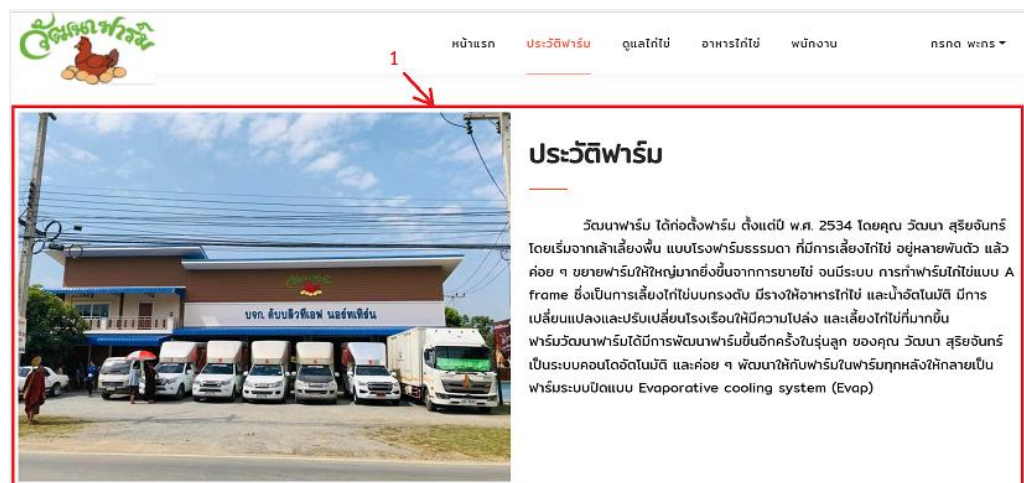 วัฒนาฟาร์ม
หน้าแรก ประวัติฟาร์ม ดูแลไก่ไข่ อาหารไก่ไข่ พนักงาน กรกต พะกร
1
บจก. ดับบลิวทีเอฟ นอร์ทเทิร์น
ประวัติฟาร์ม
วัฒนาฟาร์ม ได้ก่อตั้งฟาร์ม ตั้งแต่ปี พ.ศ. 2534 โดยคุณ วัฒนา สุริยจันทร์
โดยเริ่มจากเล้าเลี้ยงพื้น แบบโรงฟาร์มธรรมดา ที่มีการเลี้ยงไก่ไข่ อยู่หลายพันตัว แล้ว
ค่อย ๆ ขยายฟาร์มให้ใหญ่มากยิ่งขึ้นจากการขายไข่ จนมีระบบ การทำฟาร์มไก่ไข่แบบ A
frame ซึ่งเป็นการเลี้ยงไก่ไข่บนกรงตับ มีรางให้อาหารไก่ไข่ และน้ำอัตโนมัติ มีการ
เปลี่ยนแปลงและปรับเปลี่ยนโรงเรือนให้มีความโปล่ง และเลี้ยงไก่ไข่ที่มากขึ้น
ฟาร์มวัฒนาฟาร์มได้มีการพัฒนาฟาร์มขึ้นอีกครั้งในรุ่นลูก ของคุณ วัฒนา สุริยจันทร์
เป็นระบบคอนโดอัตโนมัติ และค่อย ๆ พัฒนาให้กับฟาร์มในฟาร์มทุกหลังให้กลายเป็น
ฟาร์มระบบปิดแบบ Evaporative cooling system (Evap)